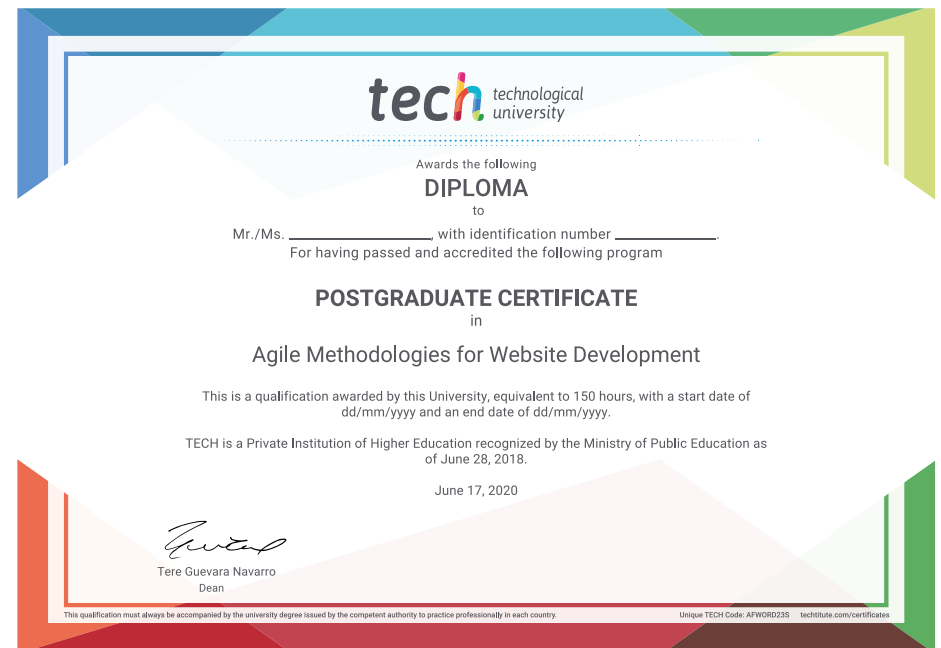 tech technological
university
Awards the following
DIPLOMA
to
Mr./Ms. ________________, with identification number ____________.
For having passed and accredited the following program
POSTGRADUATE CERTIFICATE
in
Agile Methodologies for Website Development
This is a qualification awarded by this University, equivalent to 150 hours, with a start date of
dd/mm/yyyy and an end date of dd/mm/yyyy.
TECH is a Private Institution of Higher Education recognized by the Ministry of Public Education as
of June 28, 2018.
June 17, 2020
Tere Guevara Navarro
Dean
This qualification must always be accompanied by the university degree issued by the competent authority to practice professionally in each country. Unique TECH Code: AFWORD23S techtitute.com/certificates